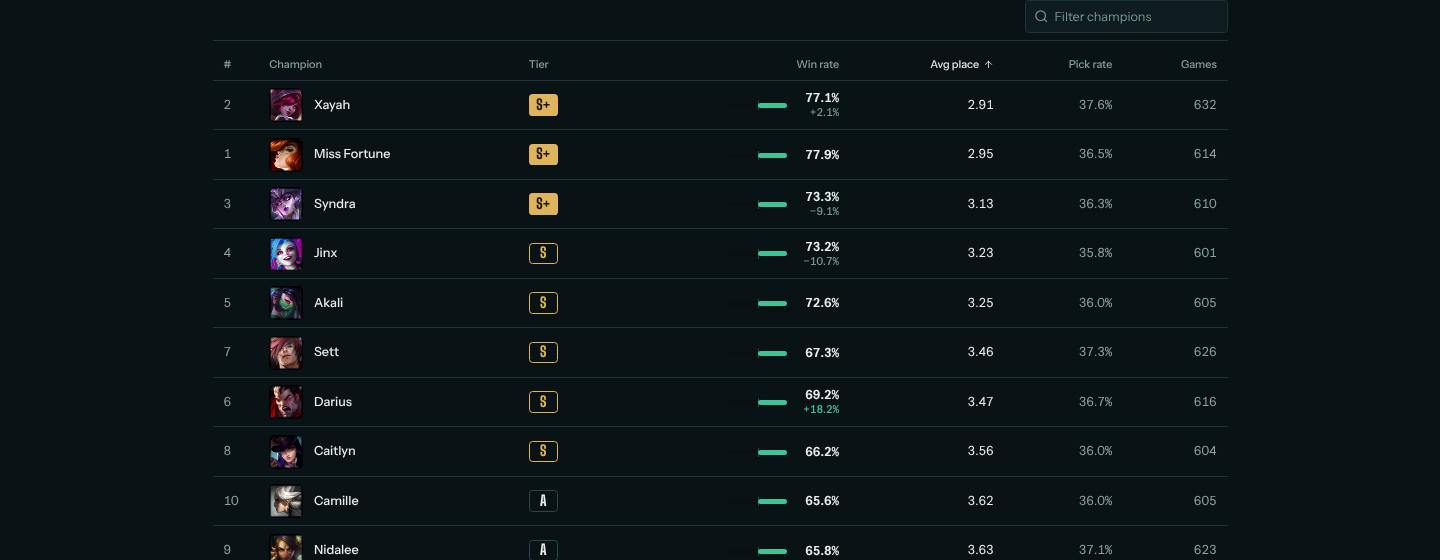 Filter champions
# Champion Tier Win rate Avg place ↑ Pick rate Games
2 Xayah S+ 77.1% 2.91 37.6% 632
+2.1%
1 Miss Fortune S+ 77.9% 2.95 36.5% 614
3 Syndra S+ 73.3% 3.13 36.3% 610
−9.1%
4 Jinx S 73.2% 3.23 35.8% 601
−10.7%
5 Akali S 72.6% 3.25 36.0% 605
7 Sett S 67.3% 3.46 37.3% 626
6 Darius S 69.2% 3.47 36.7% 616
+18.2%
8 Caitlyn S 66.2% 3.56 36.0% 604
10 Camille A 65.6% 3.62 36.0% 605
9 Nidalee A 65.8% 3.63 37.1% 623